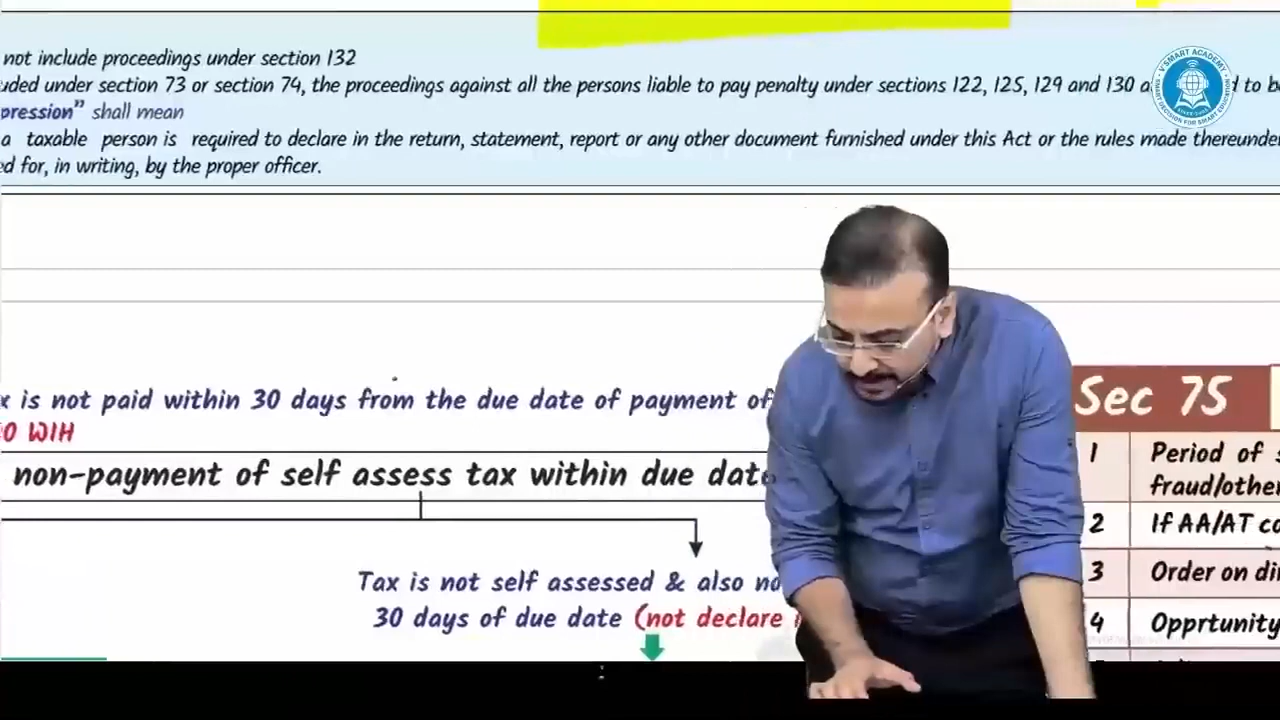 not include proceedings under section 132
uded under section 73 or section 74, the proceedings against all the persons liable to pay penalty under sections 122, 125, 129 and 130 a d to b
pression” shall mean
a taxable person is required to declare in the return, statement, report or any other document furnished under this Act or the rules made thereunde
ed for, in writing, by the proper officer.
V'SMART ACADEMY
x is not paid within 30 days from the due date of payment of
0 WIH
non-payment of self assess tax within due date
Tax is not self assessed & also no
30 days of due date (not declare
Sec 75
1 Period of s
fraud/other
2 If AA/AT co
3 Order on di
4 Opprtunity